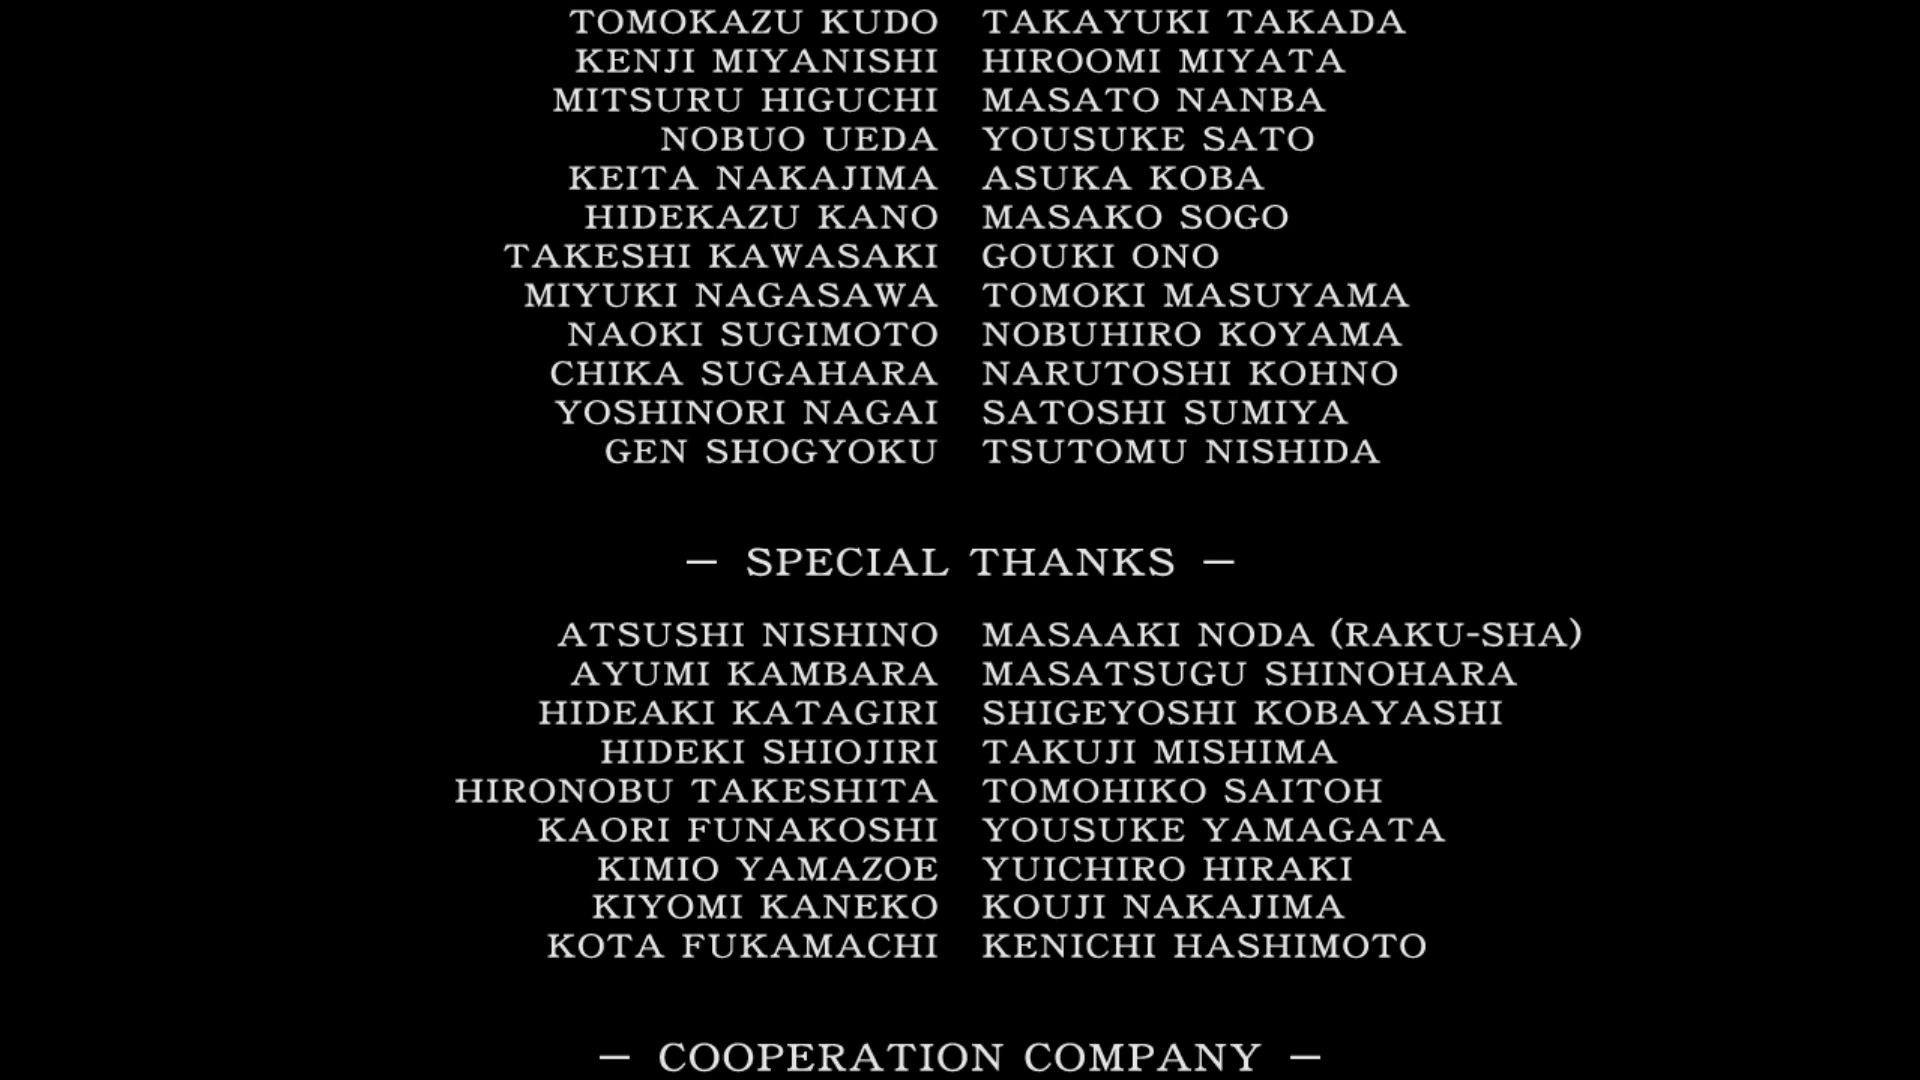 TOMOKAZU KUDO TAKAYUKI TAKADA
KENJI MIYANISHI HIROOMI MIYATA
MITSURU HIGUCHI MASATO NANBA
NOBUO UEDA YOUSUKE SATO
KEITA NAKAJIMA ASUKA KOBA
HIDEKAZU KANO MASAKO SOGO
TAKESHI KAWASAKI GOUKI ONO
MIYUKI NAGASAWA TOMOKI MASUYAMA
NAOKI SUGIMOTO NOBUHIRO KOYAMA
CHIKA SUGAHARA NARUTOSHI KOHNO
YOSHINORI NAGAI SATOSHI SUMIYA
GEN SHOGYOKU TSUTOMU NISHIDA
— SPECIAL THANKS —
ATSUSHI NISHINO MASAAKI NODA (RAKU-SHA)
AYUMI KAMBARA MASATSUGU SHINOHARA
HIDEAKI KATAGIRI SHIGEYOSHI KOBAYASHI
HIDEKI SHIOJIRI TAKUJI MISHIMA
HIRONOBU TAKESHITA TOMOHIKO SAITOH
KAORI FUNAKOSHI YOUSUKE YAMAGATA
KIMIO YAMAZOE YUICHIRO HIRAKI
KIYOMI KANEKO KOUJI NAKAJIMA
KOTA FUKAMACHI KENICHI HASHIMOTO
— COOPERATION COMPANY —